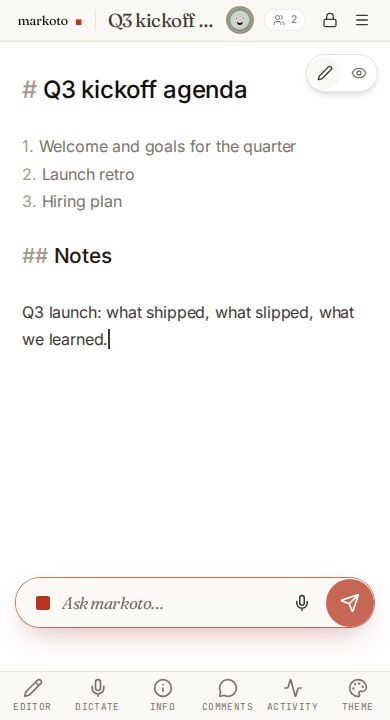 markoto
Q3 kickoff ...
2
# Q3 kickoff agenda
1. Welcome and goals for the quarter
2. Launch retro
3. Hiring plan
## Notes
Q3 launch: what shipped, what slipped, what
we learned.
Ask markoto...
EDITOR
DICTATE
INFO
COMMENTS
ACTIVITY
THEME